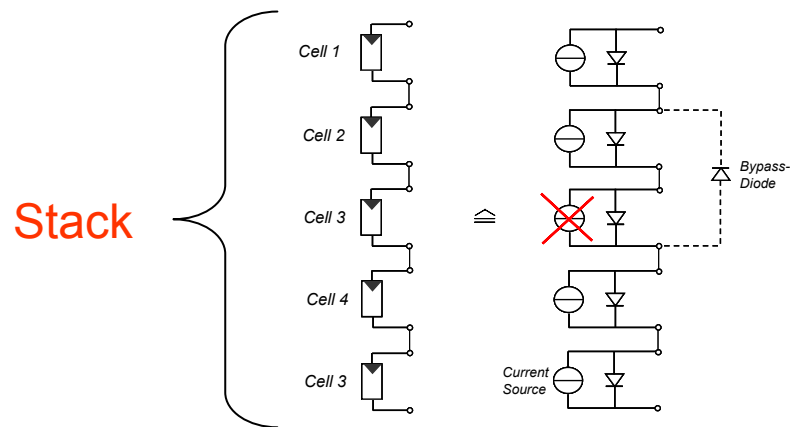 Stack
Cell 1
Cell 2
Cell 3
Cell 4
Cell 3
≙
Bypass-
Diode
Current
Source